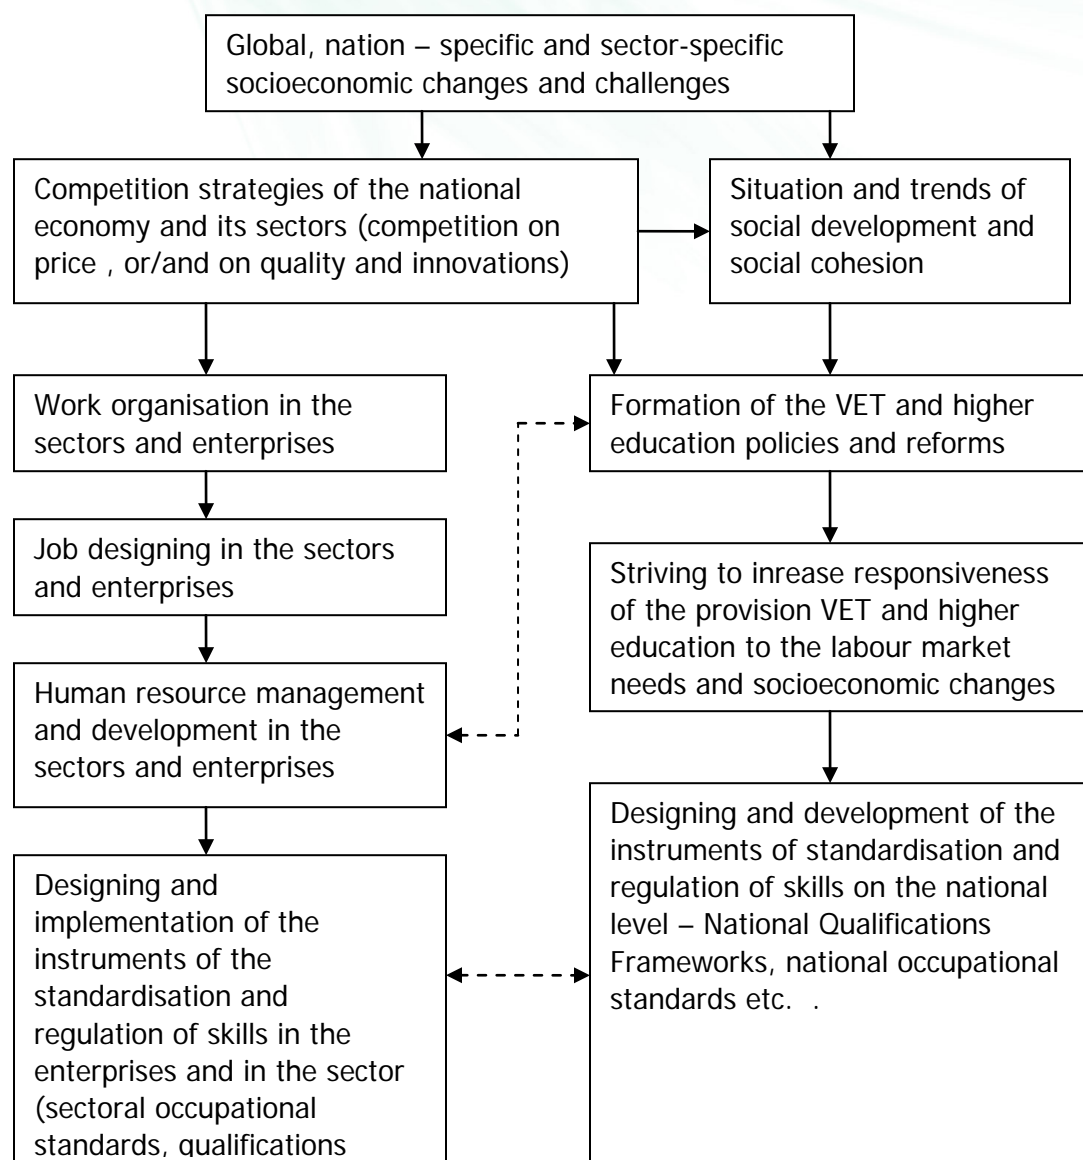 Global, nation – specific and sector-specific
socioeconomic changes and challenges
Competition strategies of the national
economy and its sectors (competition on
price , or/and on quality and innovations)
Situation and trends of
social development and
social cohesion
Work organisation in the
sectors and enterprises
Formation of the VET and higher
education policies and reforms
Job designing in the sectors
and enterprises
Striving to inrease responsiveness
of the provision VET and higher
education to the labour market
needs and socioeconomic changes
Human resource management
and development in the
sectors and enterprises
Designing and development of the
instruments of standardisation and
regulation of skills on the national
level – National Qualifications
Frameworks, national occupational
standards etc.  .
Designing and
implementation of the
instruments of the
standardisation and
regulation of skills in the
enterprises and in the sector
(sectoral occupational
standards, qualifications